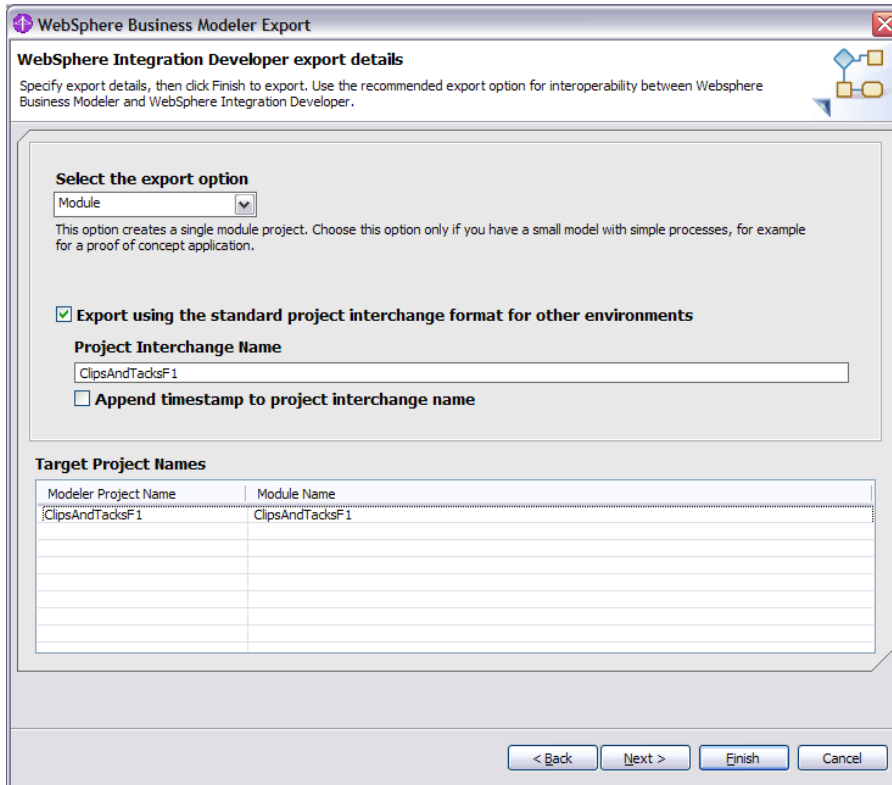 WebSphere Business Modeler Export
WebSphere Integration Developer export details
Specify export details, then click Finish to export. Use the recommended export option for interoperability between Websphere
Business Modeler and WebSphere Integration Developer.
Select the export option
Module
This option creates a single module project. Choose this option only if you have a small model with simple processes, for example
for a proof of concept application.
Export using the standard project interchange format for other environments
Project Interchange Name
ClipsAndTacksF1
Append timestamp to project interchange name
Target Project Names
Modeler Project Name Module Name
ClipsAndTacksF1 ClipsAndTacksF1
< Back Next > Finish Cancel